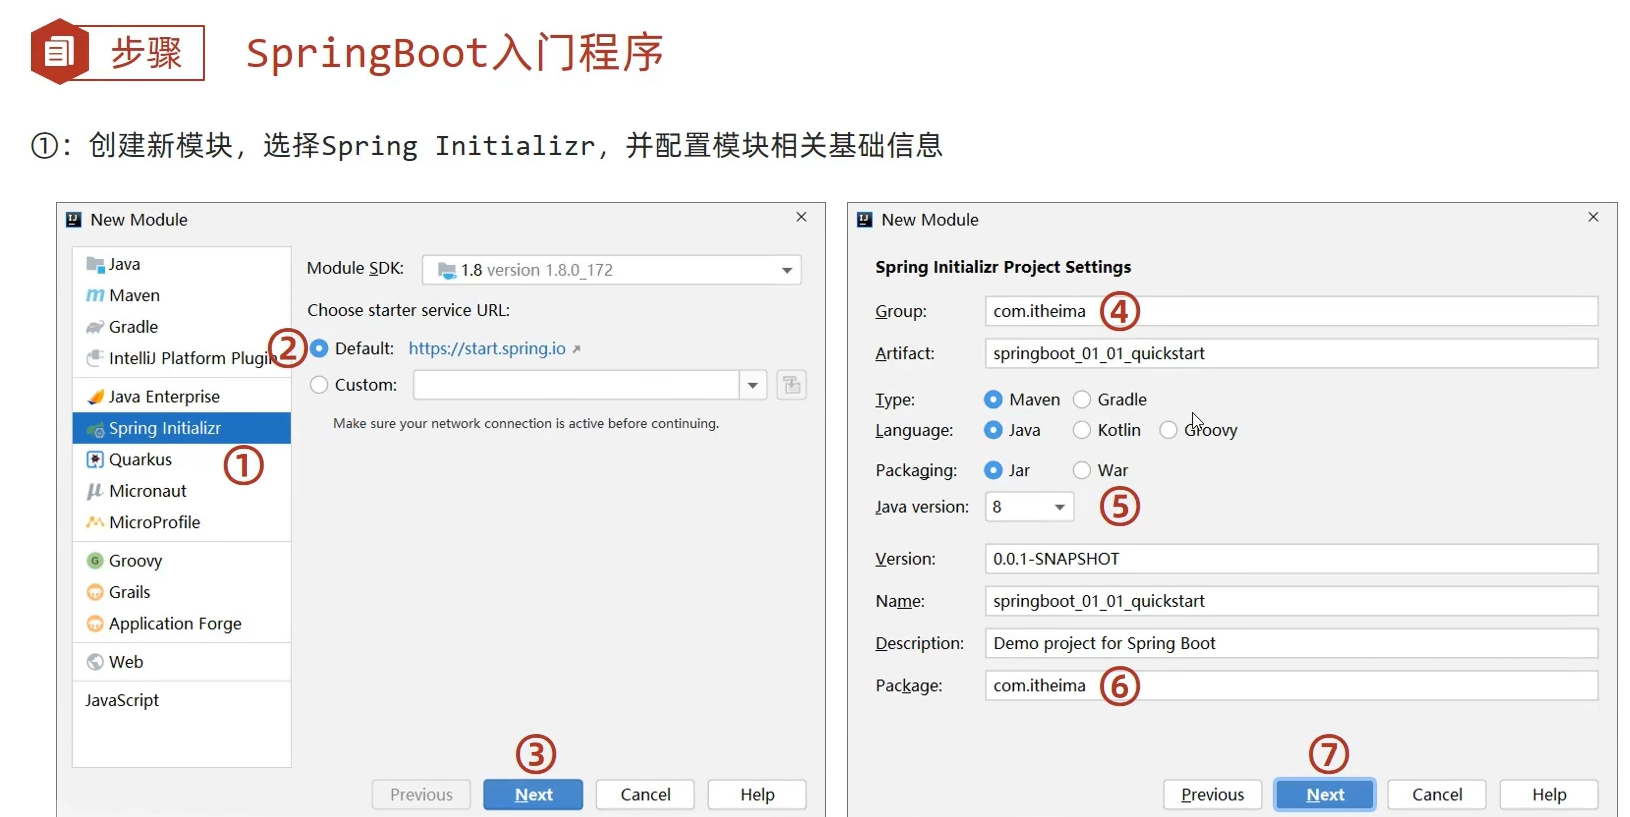 步骤
SpringBoot入门程序
①：创建新模块，选择Spring Initializr，并配置模块相关基础信息
New Module
Java
Maven
Gradle
IntelliJ Platform Plugin
Java Enterprise
Spring Initializr
①
Quarkus
Micronaut
MicroProfile
Groovy
Grails
Application Forge
Web
JavaScript
Module SDK: 1.8 version 1.8.0_172
Choose starter service URL:
② Default: https://start.spring.io
Custom:
Make sure your network connection is active before continuing.
③
Previous Next Cancel Help
New Module
Spring Initializr Project Settings
Group: com.itheima ④
Artifact: springboot_01_01_quickstart
Type: Maven Gradle
Language: Java Kotlin Groovy
Packaging: Jar War
Java version: 8 ⑤
Version: 0.0.1-SNAPSHOT
Name: springboot_01_01_quickstart
Description: Demo project for Spring Boot
Package: com.itheima ⑥
⑦
Previous Next Cancel Help